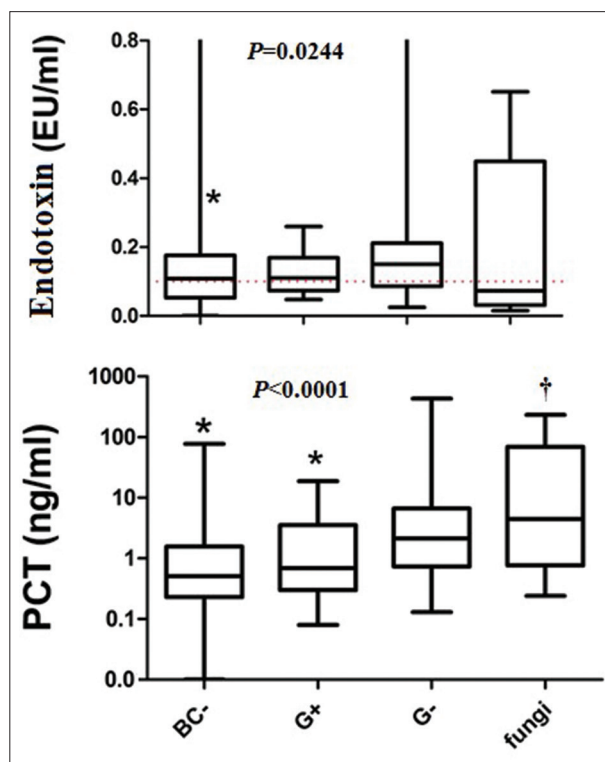 Endotoxin (EU/ml)
0.8
0.6
0.4
0.2
0.0
P=0.0244
*
PCT (ng/ml)
1000
100
10
1
0.1
0.0
P<0.0001
*
*
†
BC-
G+
G-
fungi